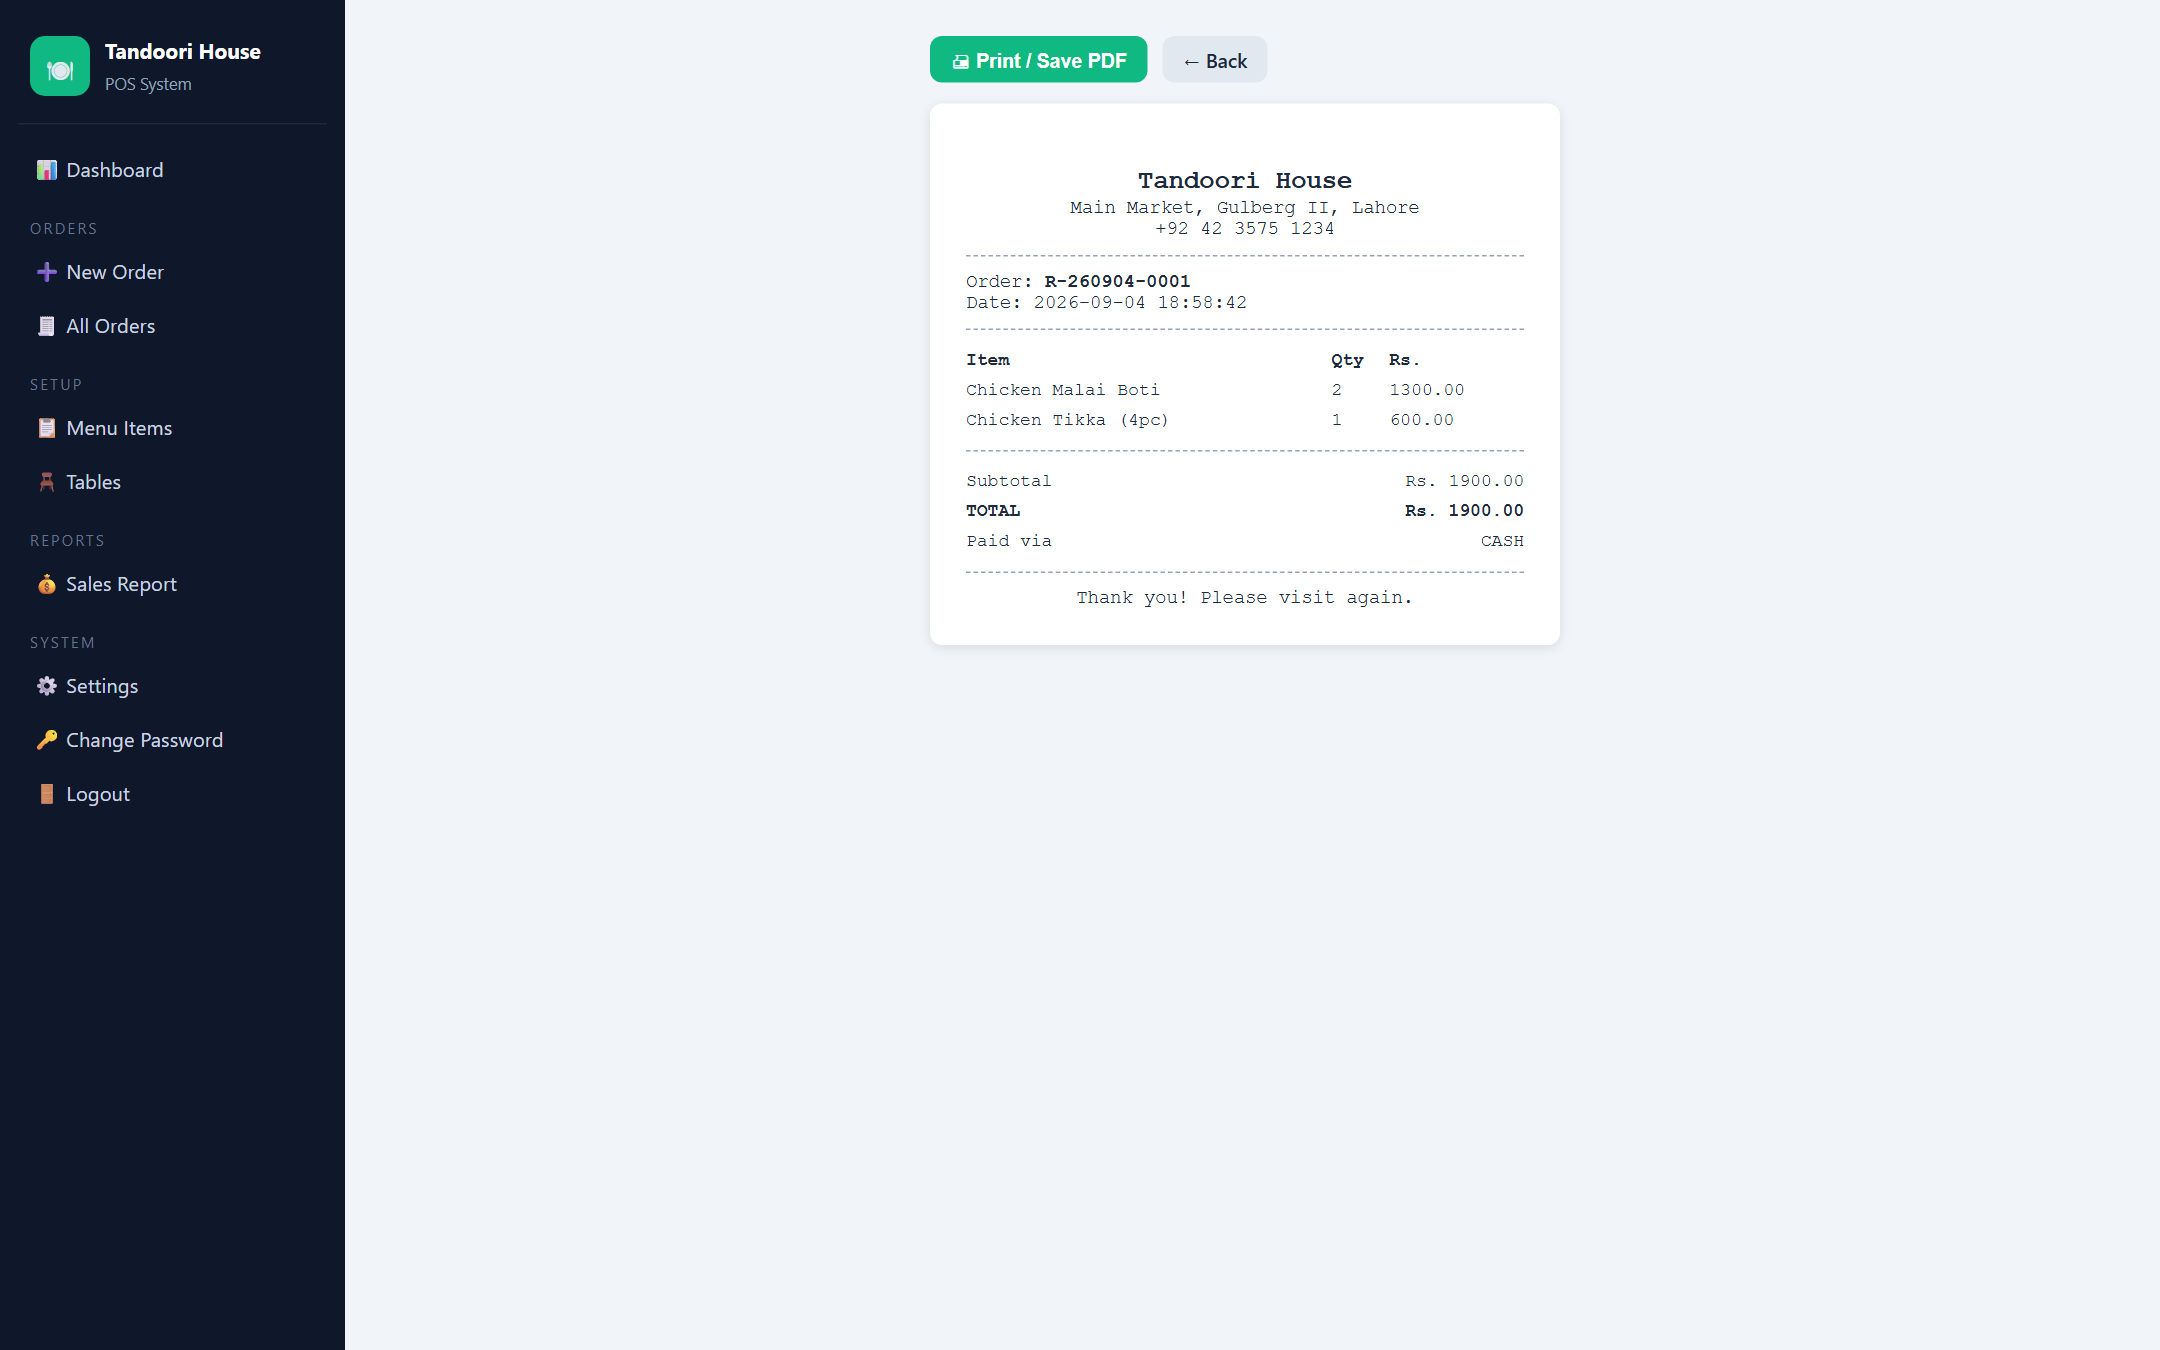 Tandoori House
POS System
Dashboard
ORDERS
New Order
All Orders
SETUP
Menu Items
Tables
REPORTS
Sales Report
SYSTEM
Settings
Change Password
Logout
Print / Save PDF
← Back
Tandoori House
Main Market, Gulberg II, Lahore
+92 42 3575 1234
Order: R-260904-0001
Date: 2026-09-04 18:58:42
Item Qty Rs.
Chicken Malai Boti 2 1300.00
Chicken Tikka (4pc) 1 600.00
Subtotal Rs. 1900.00
TOTAL Rs. 1900.00
Paid via CASH
Thank you! Please visit again.